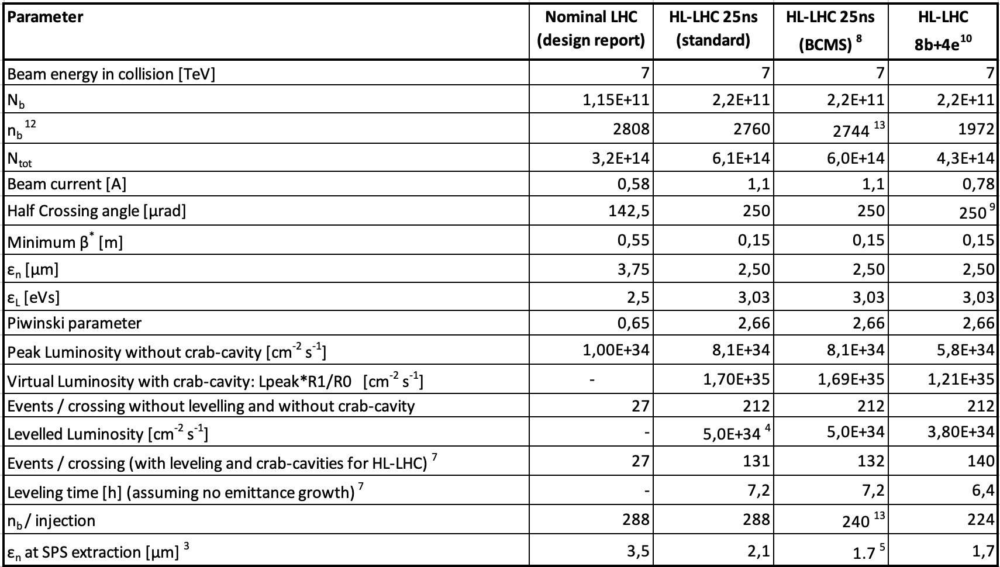 Parameter Nominal LHC (design report) HL-LHC 25ns (standard) HL-LHC 25ns (BCMS) ⁸ HL-LHC 8b+4e¹⁰
Beam energy in collision [TeV] 7 7 7 7
N_b 1,15E+11 2,2E+11 2,2E+11 2,2E+11
n_b ¹² 2808 2760 2744 ¹³ 1972
N_tot 3,2E+14 6,1E+14 6,0E+14 4,3E+14
Beam current [A] 0,58 1,1 1,1 0,78
Half Crossing angle [µrad] 142,5 250 250 250 ⁹
Minimum β* [m] 0,55 0,15 0,15 0,15
ε_n [µm] 3,75 2,50 2,50 2,50
ε_L [eVs] 2,5 3,03 3,03 3,03
Piwinski parameter 0,65 2,66 2,66 2,66
Peak Luminosity without crab-cavity [cm⁻² s⁻¹] 1,00E+34 8,1E+34 8,1E+34 5,8E+34
Virtual Luminosity with crab-cavity: Lpeak*R1/R0 [cm⁻² s⁻¹] - 1,70E+35 1,69E+35 1,21E+35
Events / crossing without levelling and without crab-cavity 27 212 212 212
Levelled Luminosity [cm⁻² s⁻¹] - 5,0E+34 ⁴ 5,0E+34 3,80E+34
Events / crossing (with leveling and crab-cavities for HL-LHC) ⁷ 27 131 132 140
Leveling time [h] (assuming no emittance growth) ⁷ - 7,2 7,2 6,4
n_b / injection 288 288 240 ¹³ 224
ε_n at SPS extraction [µm] ³ 3,5 2,1 1.7 ⁵ 1,7